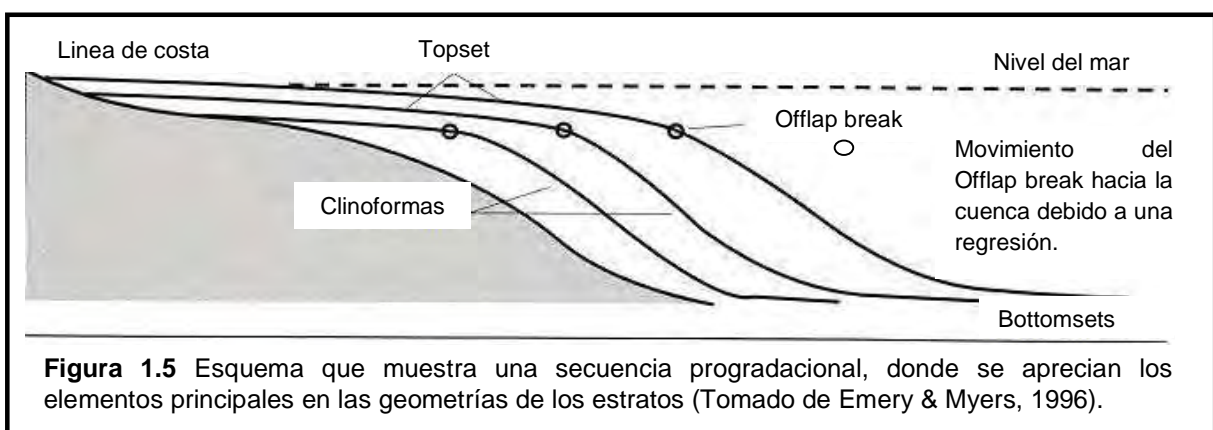 Linea de costa
Topset
Nivel del mar
Offlap break
Movimiento del
Offlap break hacia la
cuenca debido a una
regresión.
Clinoformas
Bottomsets
Figura 1.5 Esquema que muestra una secuencia progradacional, donde se aprecian los
elementos principales en las geometrías de los estratos (Tomado de Emery & Myers, 1996).